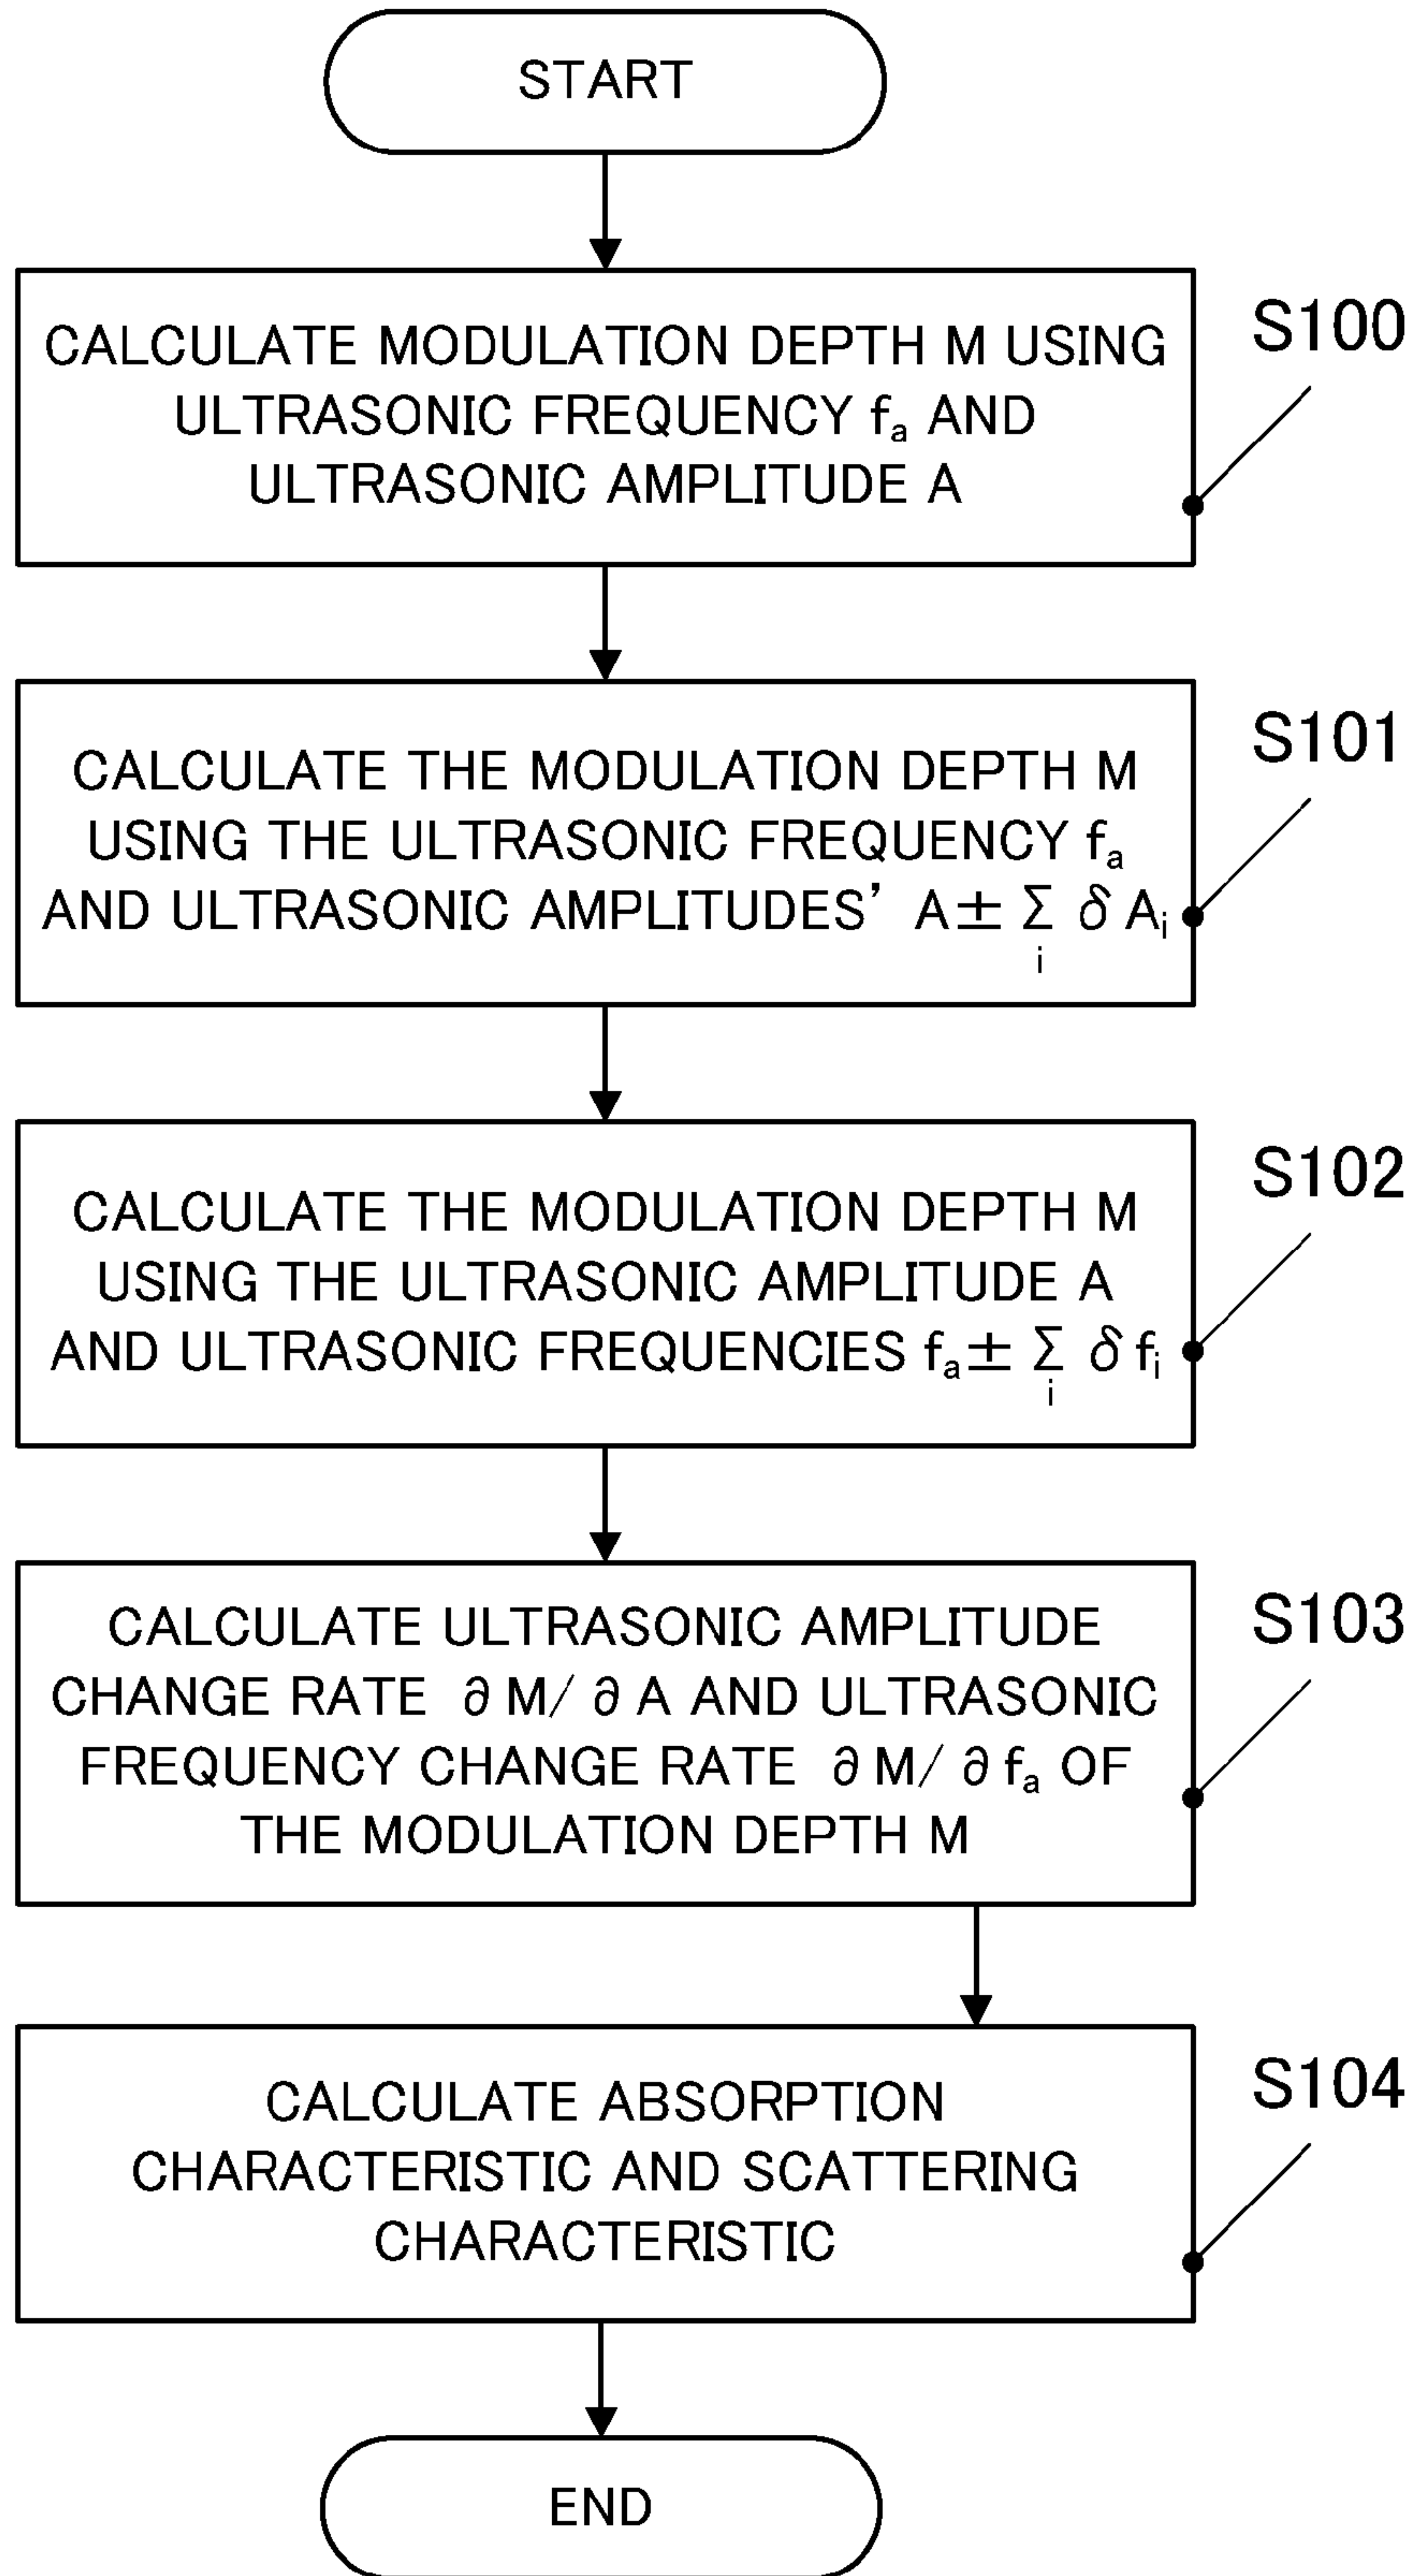 START
CALCULATE MODULATION DEPTH M USING
ULTRASONIC FREQUENCY fₐ AND
ULTRASONIC AMPLITUDE A
S100
CALCULATE THE MODULATION DEPTH M
USING THE ULTRASONIC FREQUENCY fₐ
AND ULTRASONIC AMPLITUDES' A± Σ δ Aᵢ
i
S101
CALCULATE THE MODULATION DEPTH M
USING THE ULTRASONIC AMPLITUDE A
AND ULTRASONIC FREQUENCIES fₐ± Σ δ fᵢ
i
S102
CALCULATE ULTRASONIC AMPLITUDE
CHANGE RATE ∂M/∂A AND ULTRASONIC
FREQUENCY CHANGE RATE ∂M/∂fₐ OF
THE MODULATION DEPTH M
S103
CALCULATE ABSORPTION
CHARACTERISTIC AND SCATTERING
CHARACTERISTIC
S104
END